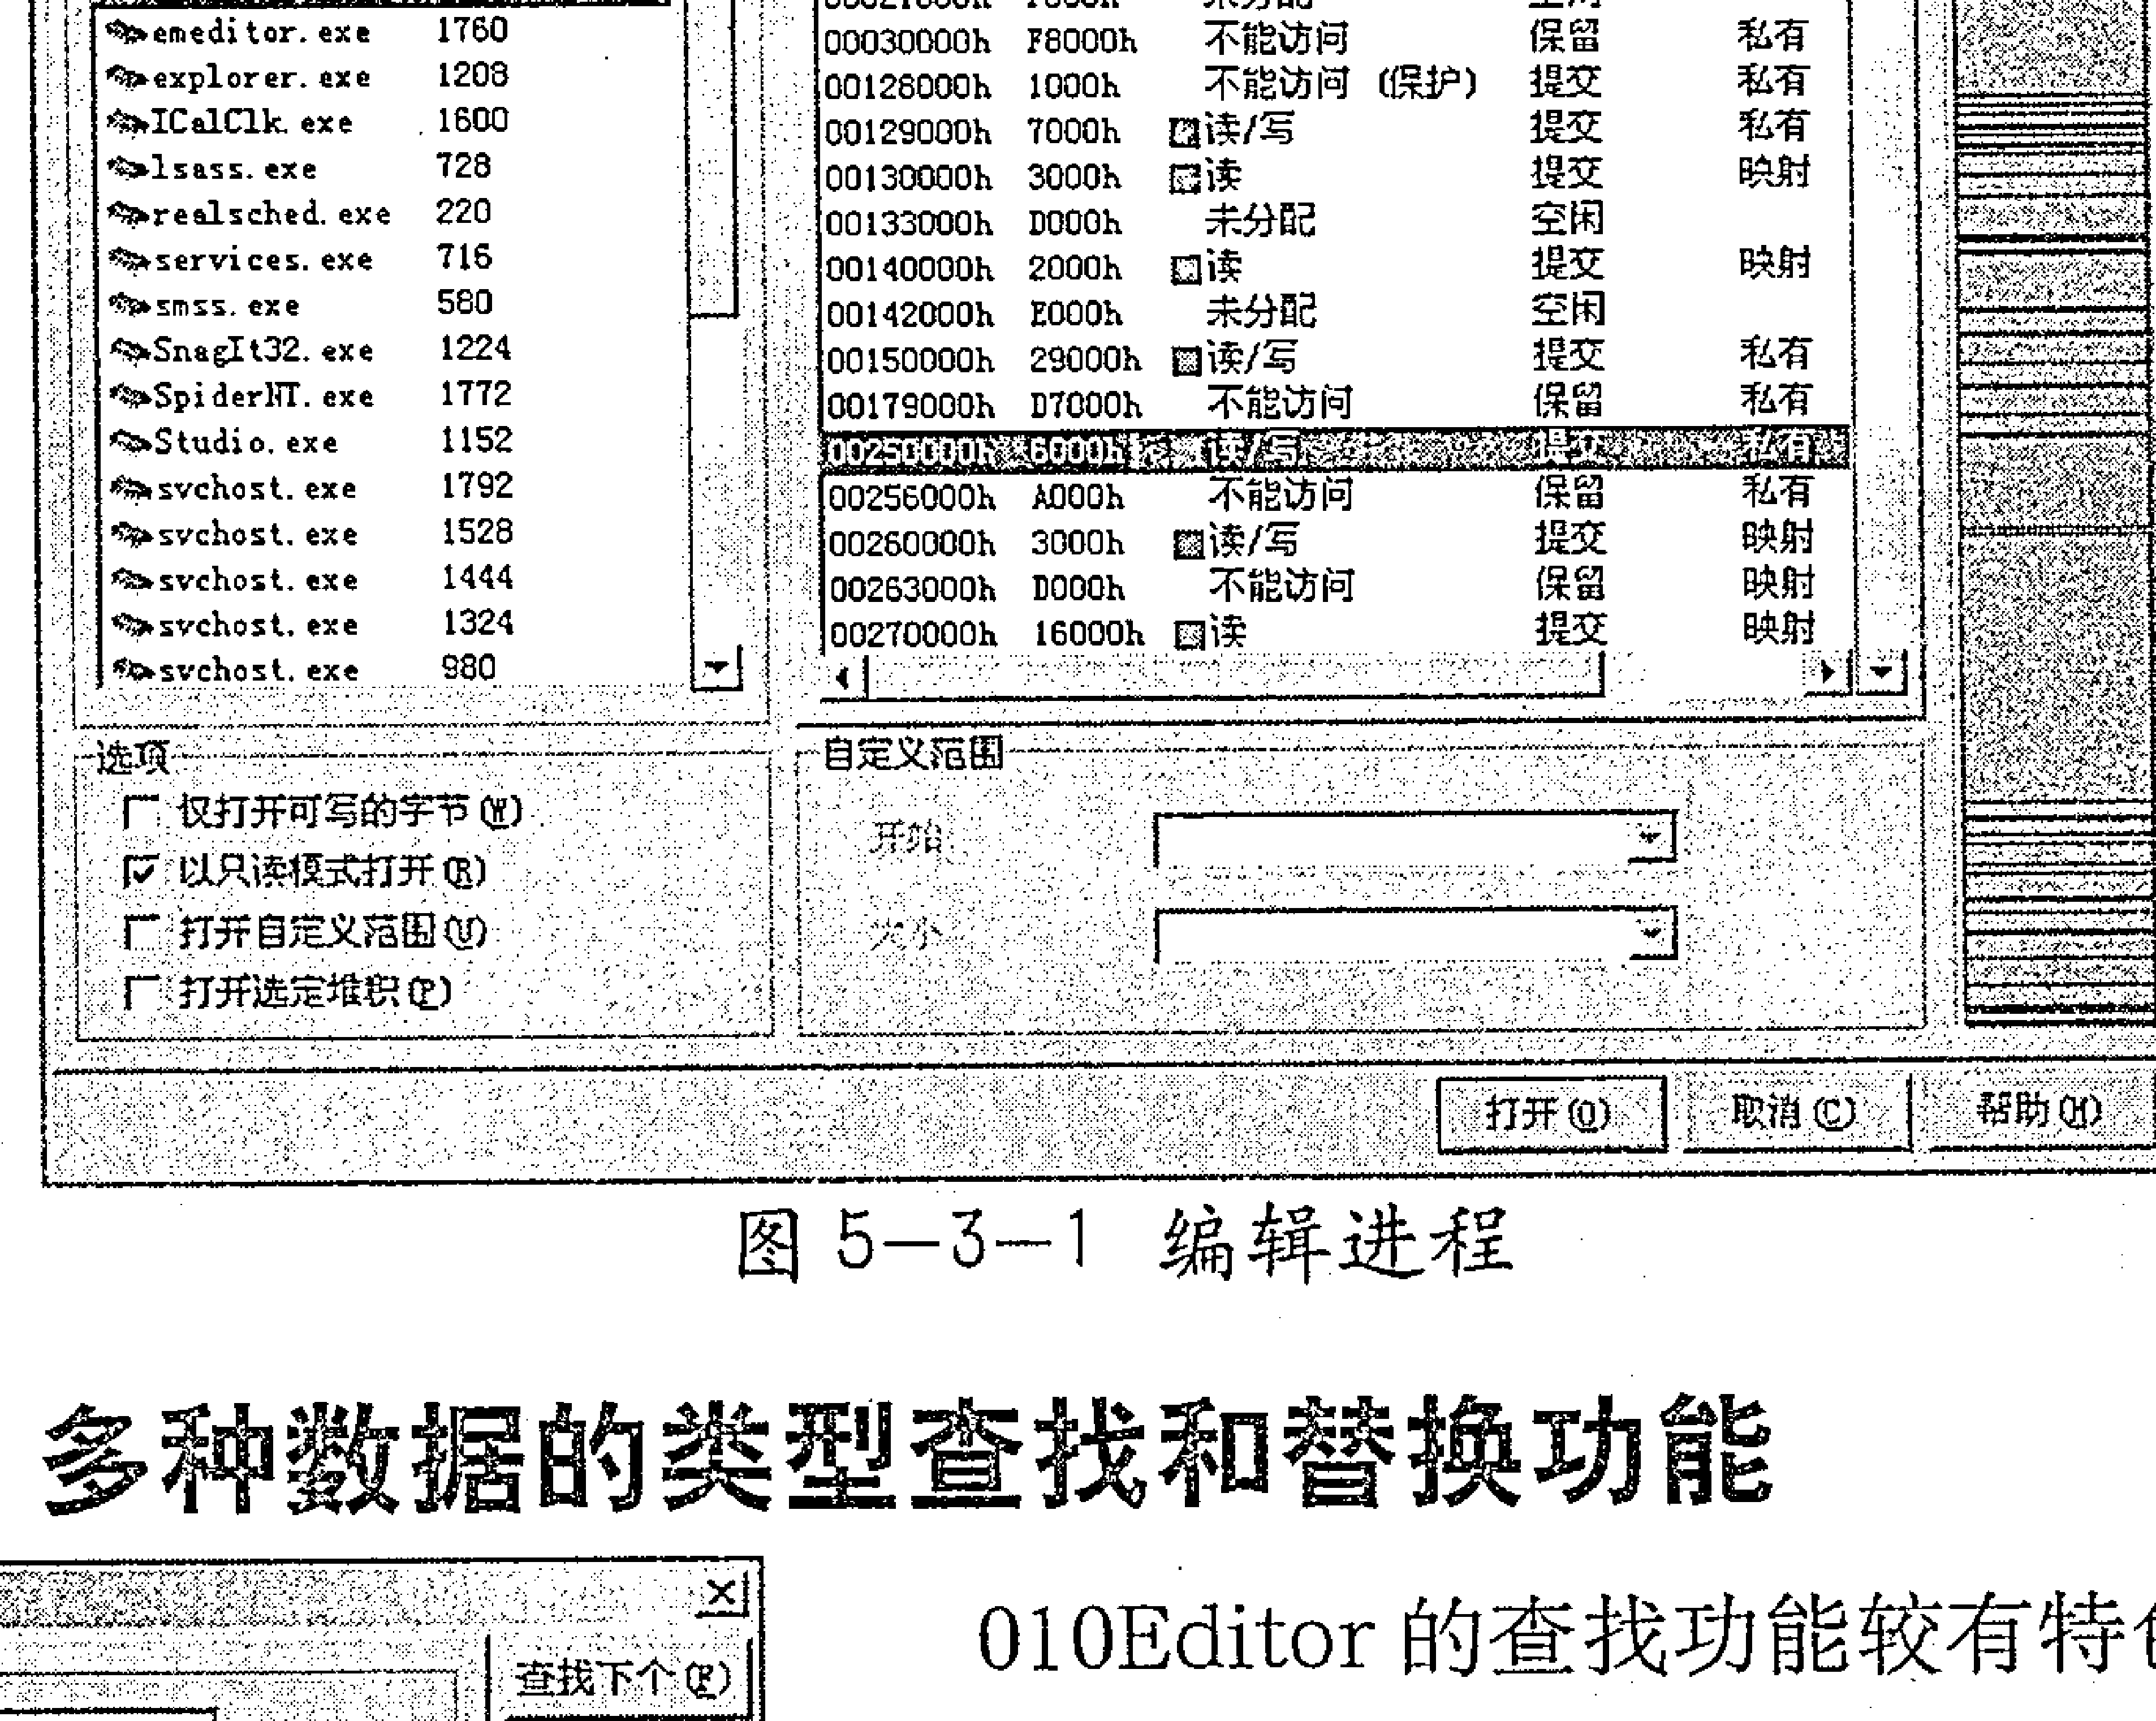 emeditor.exe 1760
explorer.exe 1208
ICalClk.exe 1600
lsass.exe 728
realsched.exe 220
services.exe 716
smss.exe 580
SnagIt32.exe 1224
SpiderNT.exe 1772
Studio.exe 1152
svchost.exe 1792
svchost.exe 1528
svchost.exe 1444
svchost.exe 1324
svchost.exe 980
00030000h F8000h 不能访问 保留 私有
00128000h 1000h 不能访问 (保护) 提交 私有
00129000h 7000h 读/写 提交 私有
00130000h 3000h 读 提交 映射
00133000h D000h 未分配 空闲
00140000h 2000h 读 提交 映射
00142000h E000h 未分配 空闲
00150000h 29000h 读/写 提交 私有
00179000h D7000h 不能访问 保留 私有
00250000h 6000h 读/写 提交 私有
00256000h A000h 不能访问 保留 私有
00260000h 3000h 读/写 提交 映射
00263000h D000h 不能访问 保留 映射
00270000h 16000h 读 提交 映射
选项
仅打开可写的字节(W)
以只读模式打开(R)
打开自定义范围(U)
打开选定堆积(P)
自定义范围
开始
大小
打开(O) 取消(C) 帮助(H)
图 5—3—1 编辑进程
多种数据的类型查找和替换功能
查找下个(F)
010Editor 的查找功能较有特